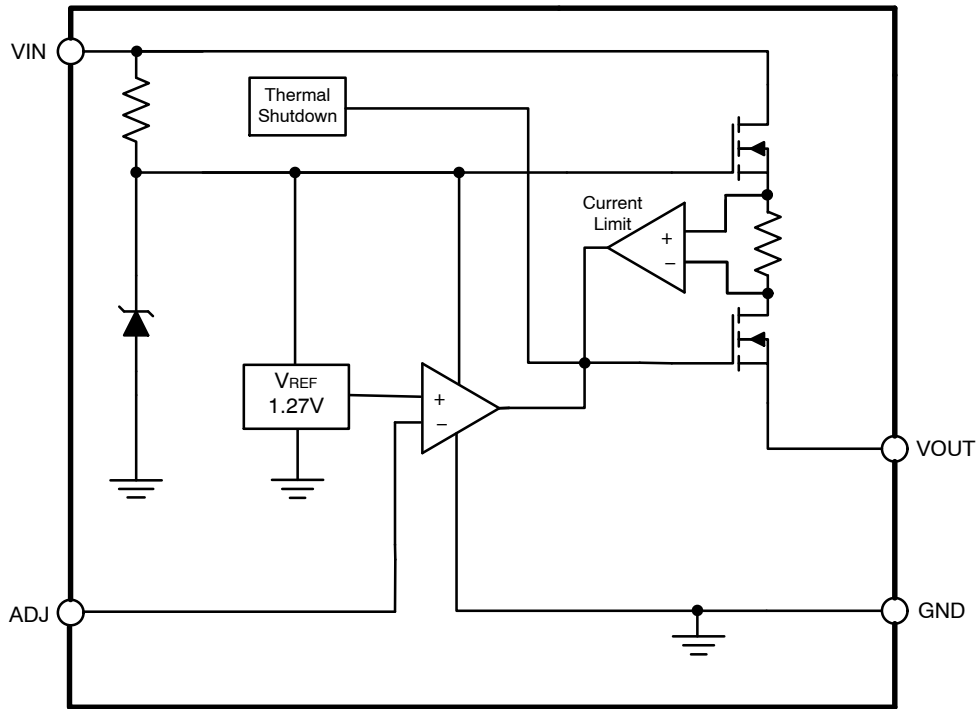 VIN
Thermal
Shutdown
Current
Limit
+
−
VREF
1.27V
+
−
VOUT
ADJ
GND